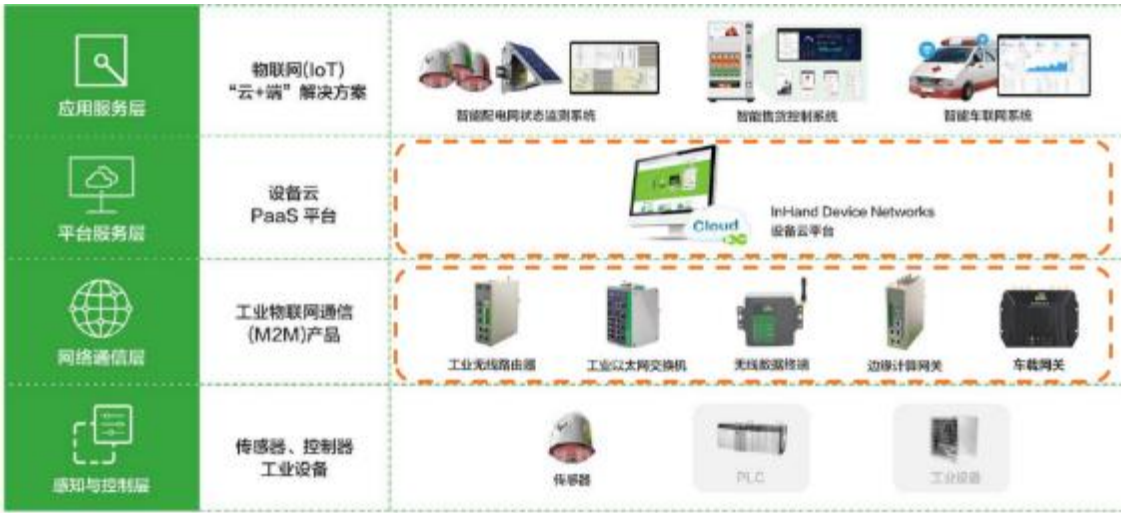 应用服务层
物联网(IoT)
“云+端”解决方案
智能配电网状态监测系统
智能售货控制系统
智能车联网系统
平台服务层
设备云
PaaS 平台
Cloud
InHand Device Networks
设备云平台
网络通信层
工业物联网通信
(M2M)产品
工业无线路由器
工业以太网交换机
无线数据终端
边缘计算网关
车载网关
感知与控制层
传感器、控制器
工业设备
传感器
PLC
工业设备